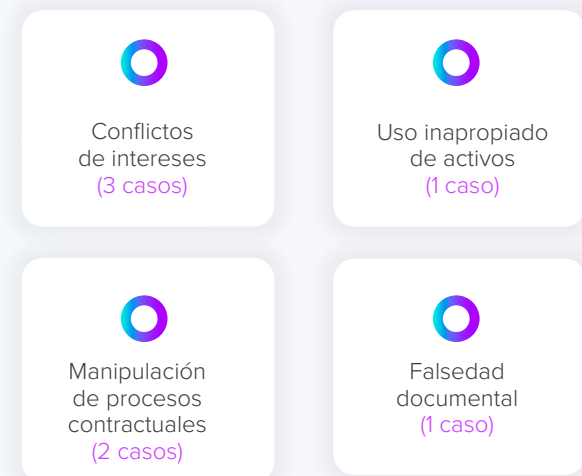 Conflictos
de intereses
(3 casos)
Uso inapropiado
de activos
(1 caso)
Manipulación
de procesos
contractuales
(2 casos)
Falsedad
documental
(1 caso)